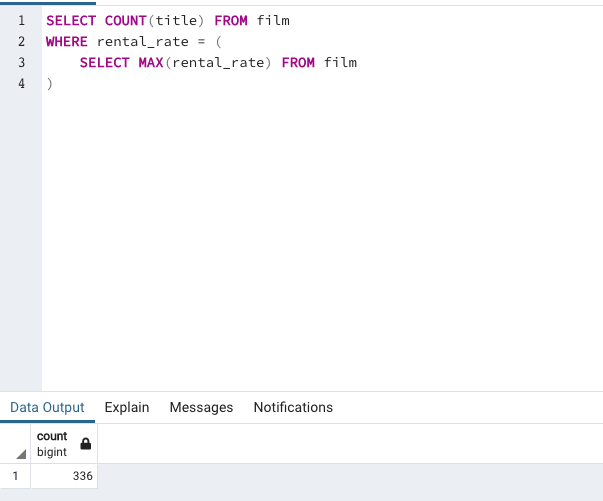 1 SELECT COUNT(title) FROM film
2 WHERE rental_rate = (
3 SELECT MAX(rental_rate) FROM film
4 )
Data Output Explain Messages Notifications
count
bigint
1 336